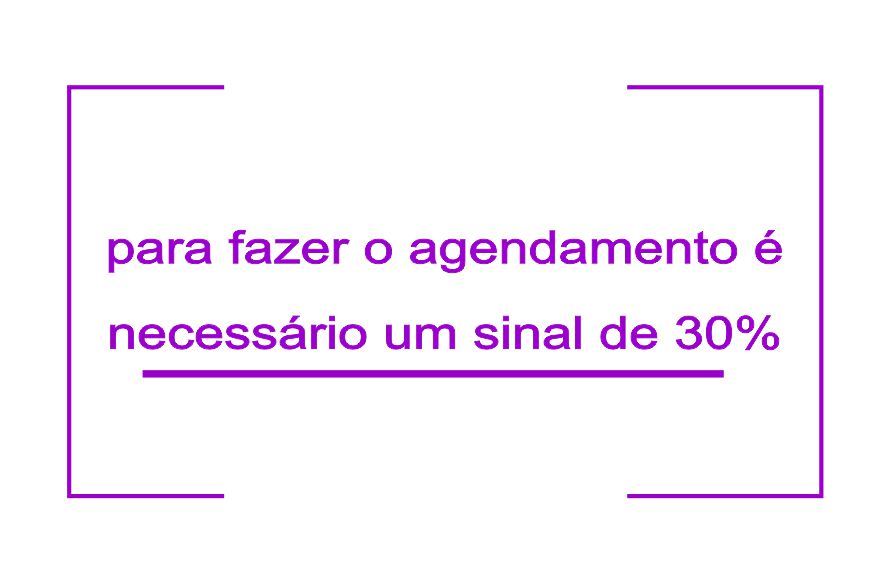 para fazer o agendamento é
necessário um sinal de 30%